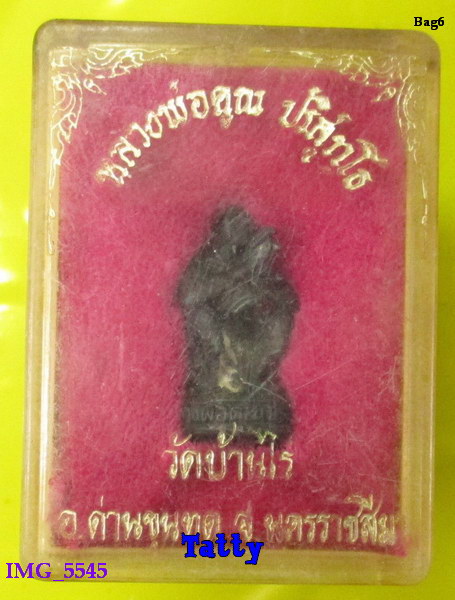 Bag6
หลวงพ่อคูณ ปริสุทโธ
วัดบ้านไร่
อ.ด่านขุนทด จ.นครราชสีมา
Tatty
IMG_5545